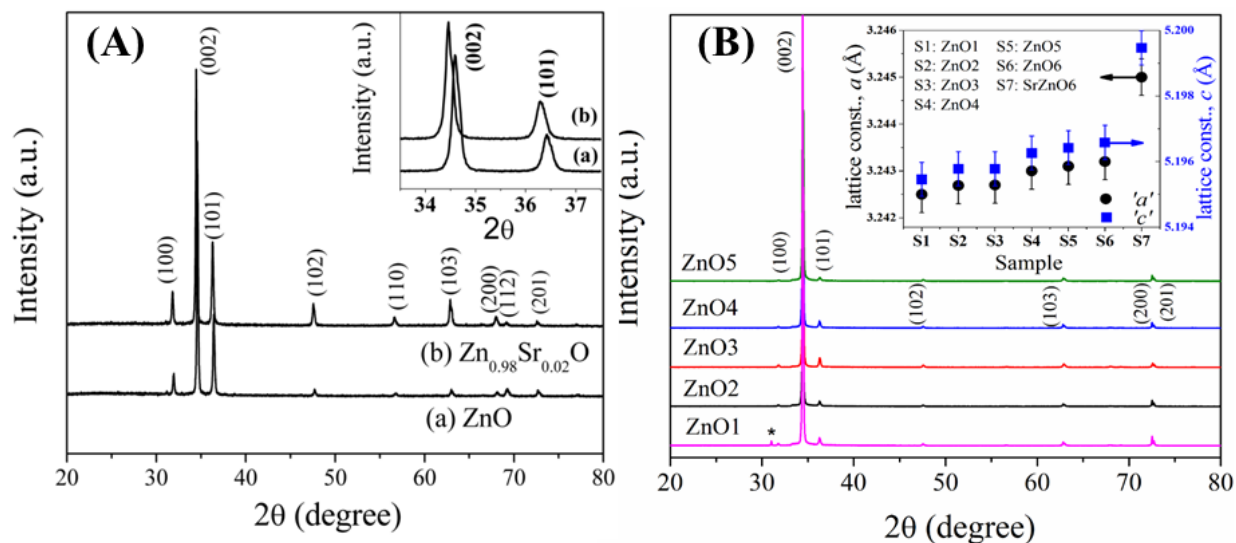 (A)
Intensity (a.u.)
(002)
(100)
(101)
(102)
(110)
(103)
(200)
(112)
(201)
(b) Zn0.98Sr0.02O
(a) ZnO
20 30 40 50 60 70 80
2θ (degree)
Intensity (a.u.)
(002)
(101)
(b)
(a)
34 35 36 37
2θ
(B)
Intensity (a.u.)
(002)
(100)
(101)
(102)
(103)
(200)
(201)
ZnO5
ZnO4
ZnO3
ZnO2
ZnO1
*
20 30 40 50 60 70 80
2θ (degree)
S1: ZnO1 S5: ZnO5
S2: ZnO2 S6: ZnO6
S3: ZnO3 S7: SrZnO6
S4: ZnO4
lattice const., a (Å)
3.246
3.245
3.244
3.243
3.242
lattice const., c (Å)
5.200
5.198
5.196
5.194
'a'
'c'
S1 S2 S3 S4 S5 S6 S7
Sample